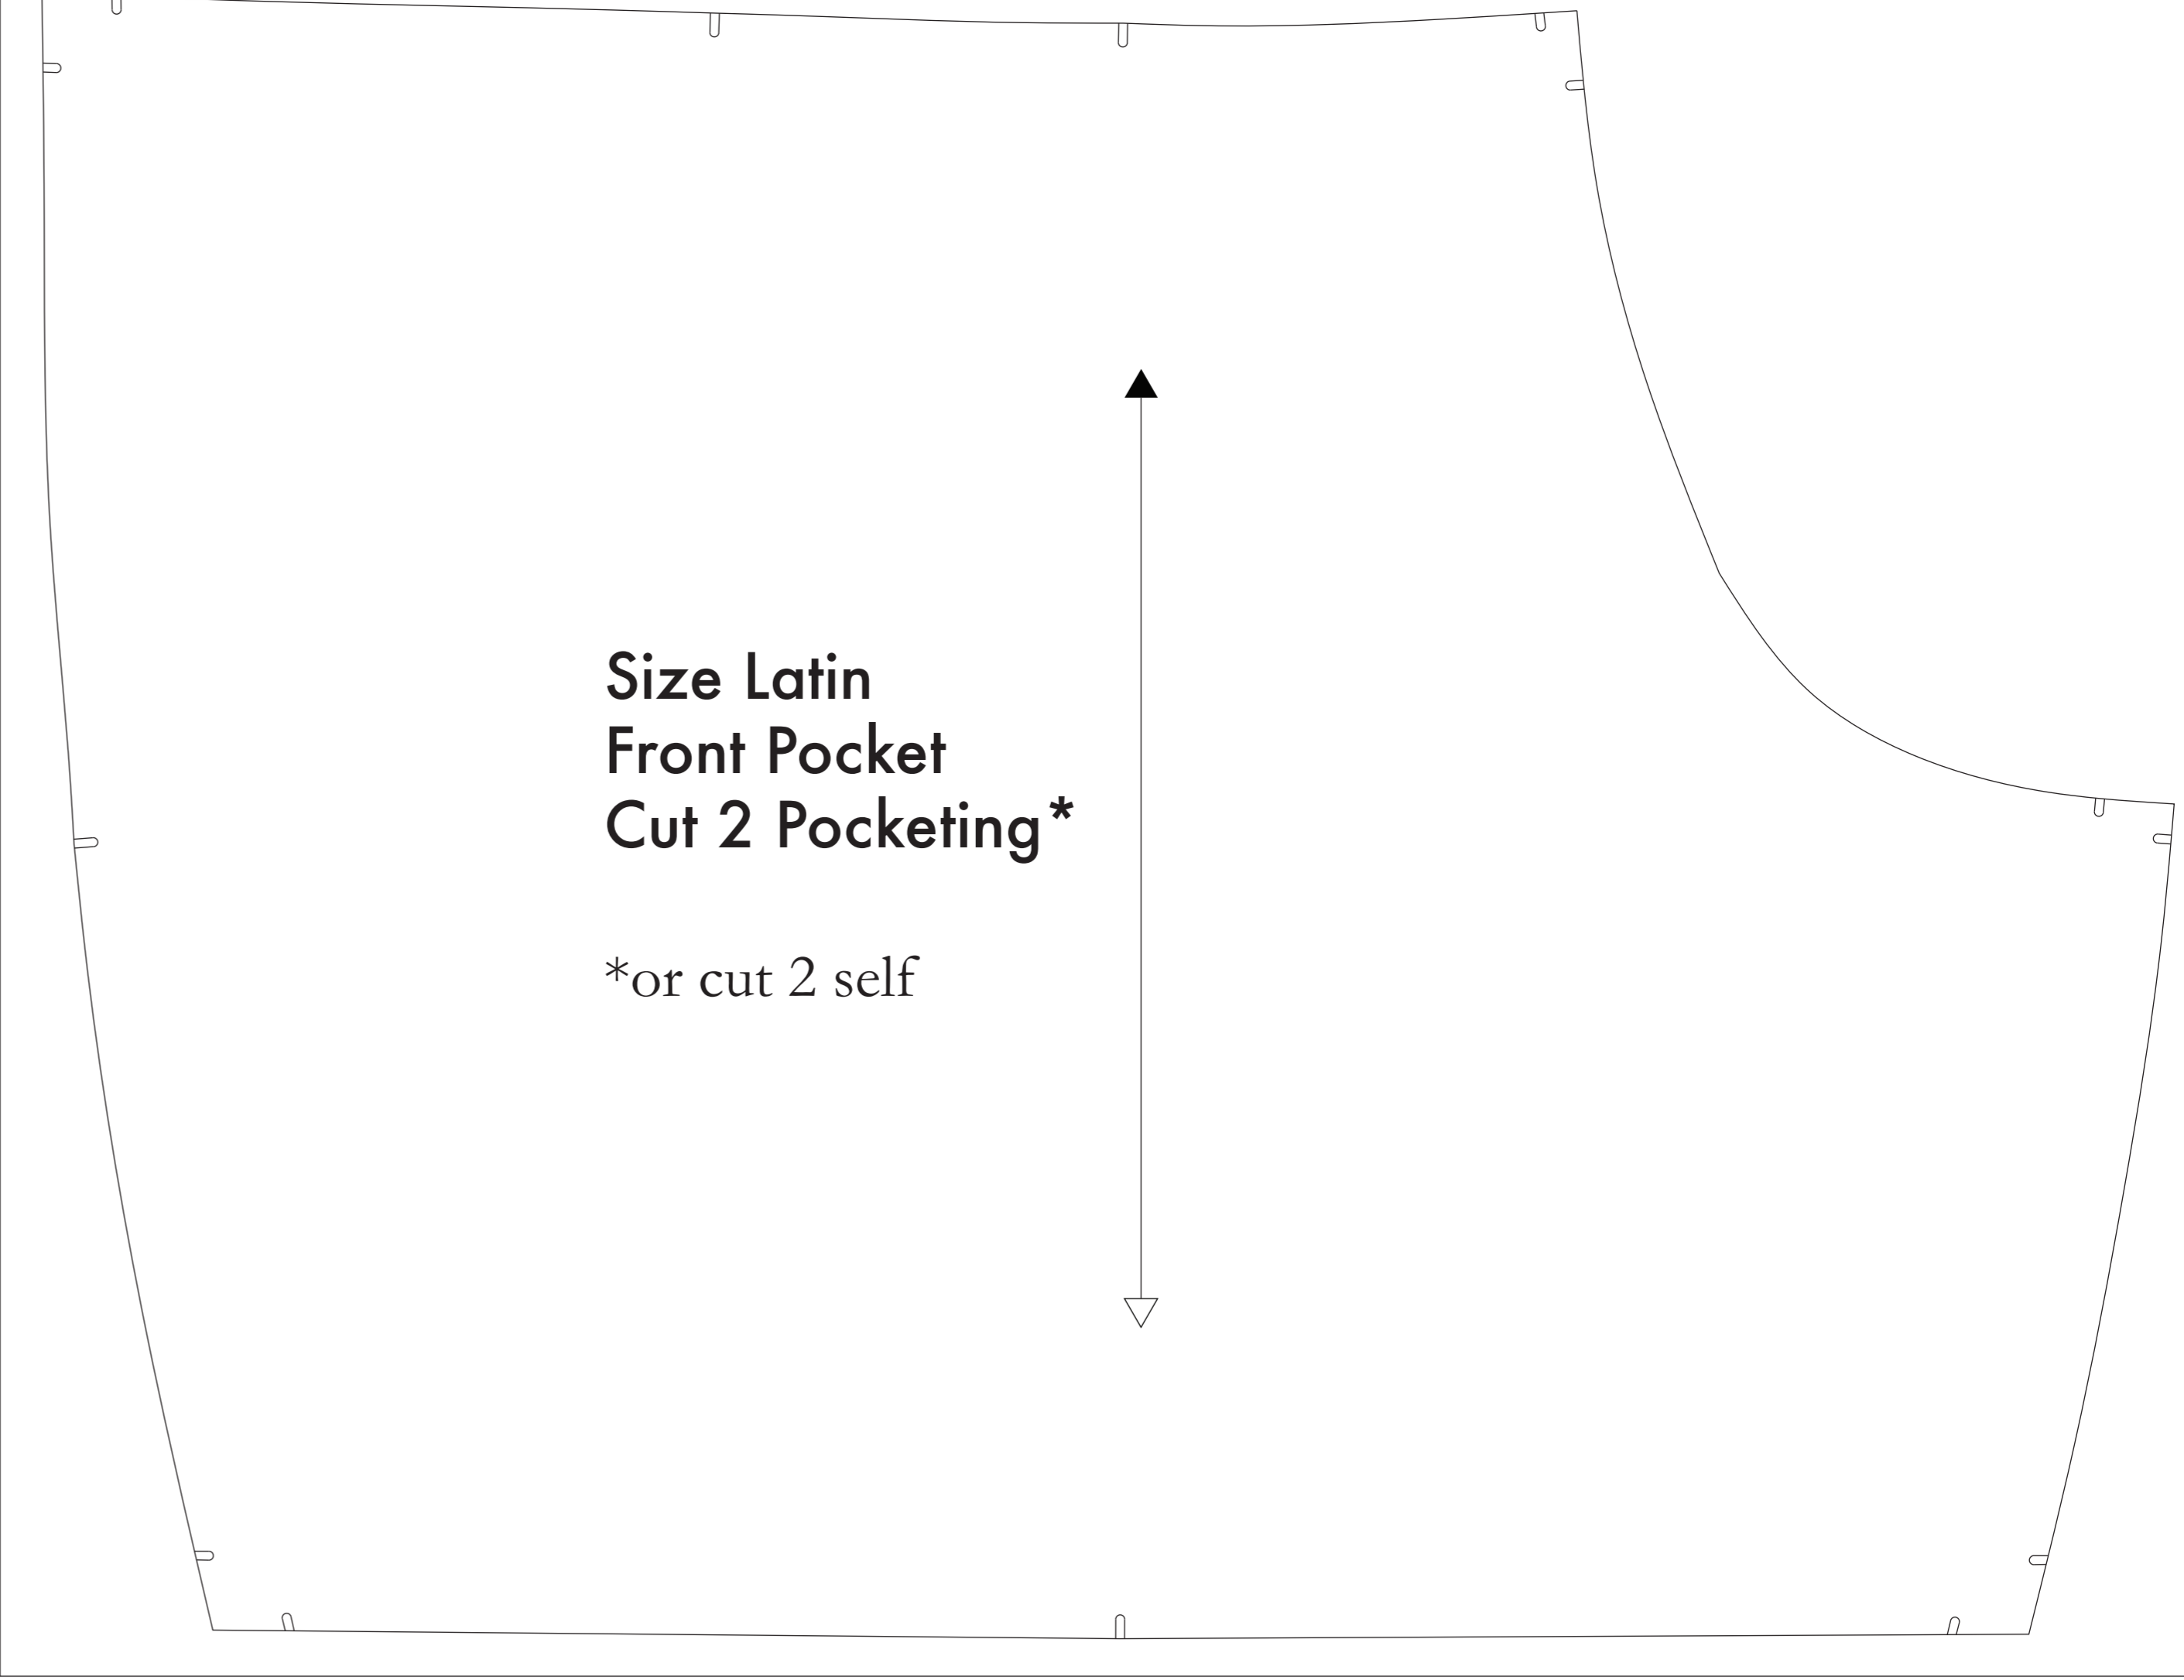 Size Latin
Front Pocket
Cut 2 Pocketing*
*or cut 2 self